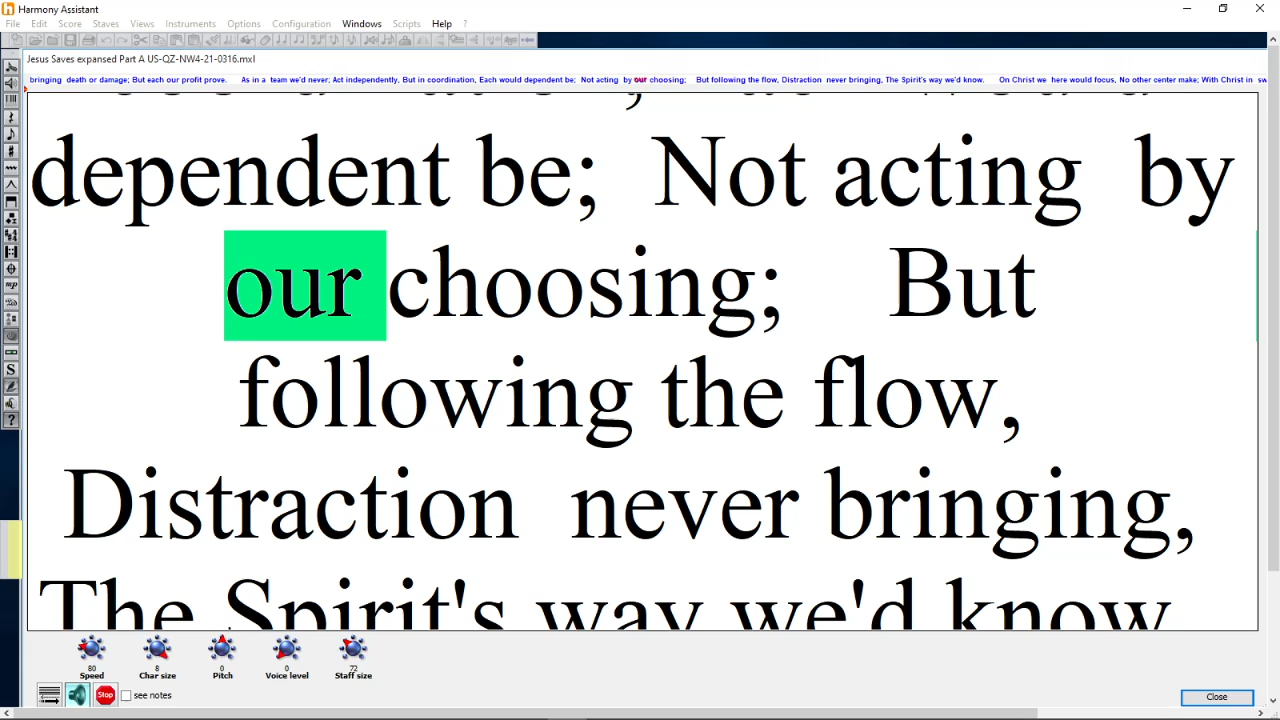 Harmony Assistant
File Edit Score Staves Views Instruments Options Configuration Windows Scripts Help ?
Jesus Saves expansed Part A US-QZ-NW4-21-0316.mxl
bringing death or damage; But each our profit prove. As in a team we'd never; Act independently, But in coordination, Each would dependent be; Not acting by our choosing; But following the flow, Distraction never bringing, The Spirit's way we'd know. On Christ we here would focus, No other center make; With Christ in sw
dependent be; Not acting by
our choosing; But
following the flow,
Distraction never bringing,
The Spirit's way we'd know
80 8 0 0 72
Speed Char size Pitch Voice level Staff size
Stop see notes Close